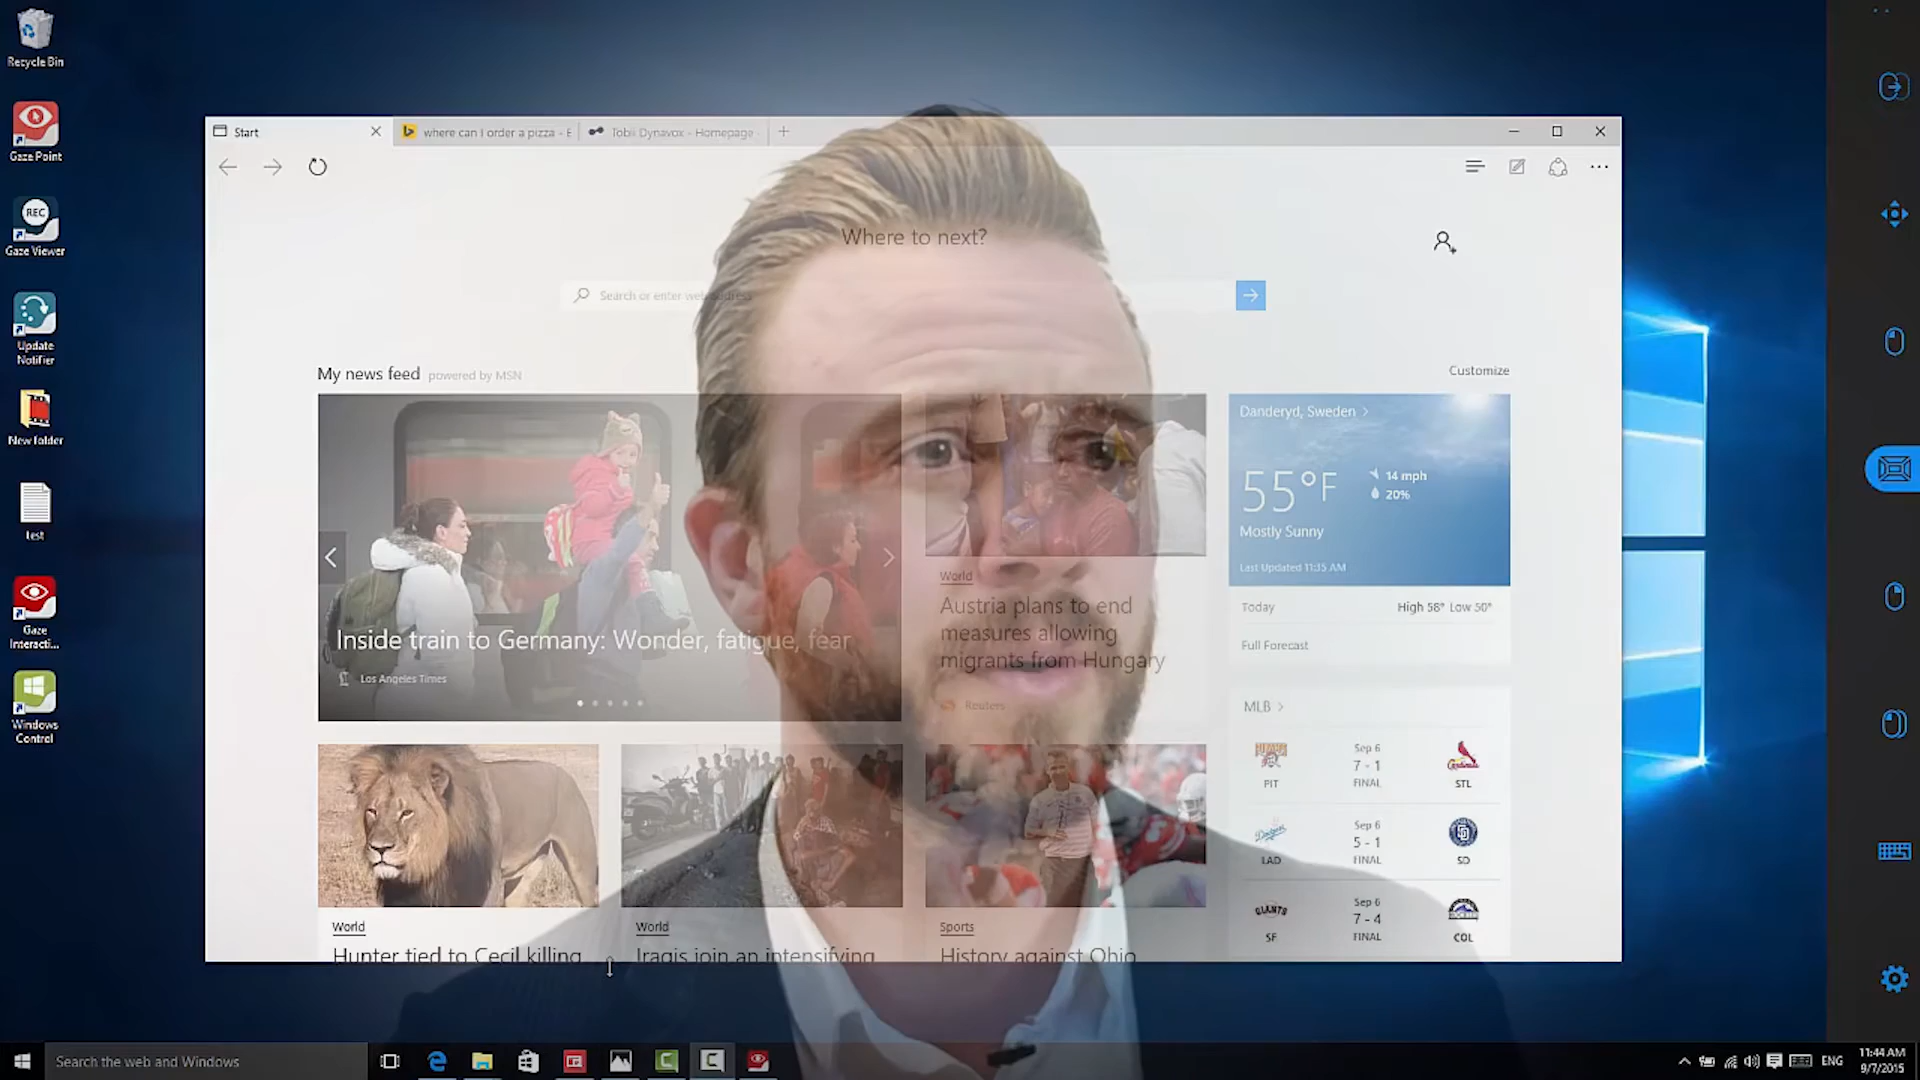 Recycle Bin
Gaze Point
REC
Gaze Viewer
Update
Notifier
New folder
test
Gaze
Interacti...
Windows
Control
Start
where can I order a pizza - E
Tobii Dynavox - Homepage
Where to next?
Search or enter web address
My news feed powered by MSN
Customize
Inside train to Germany: Wonder, fatigue, fear
Los Angeles Times
World
Austria plans to end
measures allowing
migrants from Hungary
Reuters
Danderyd, Sweden
55°F
14 mph
20%
Mostly Sunny
Last Updated 11:35 AM
Today High 58° Low 50°
Full Forecast
MLB
Sep 6
7 - 1
PIT FINAL STL
Sep 6
5 - 1
LAD FINAL SD
Sep 6
7 - 4
SF FINAL COL
World
Hunter tied to Cecil killing
World
Iraqis join an intensifying
Sports
History against Ohio
Search the web and Windows
ENG
11:44 AM
9/7/2015